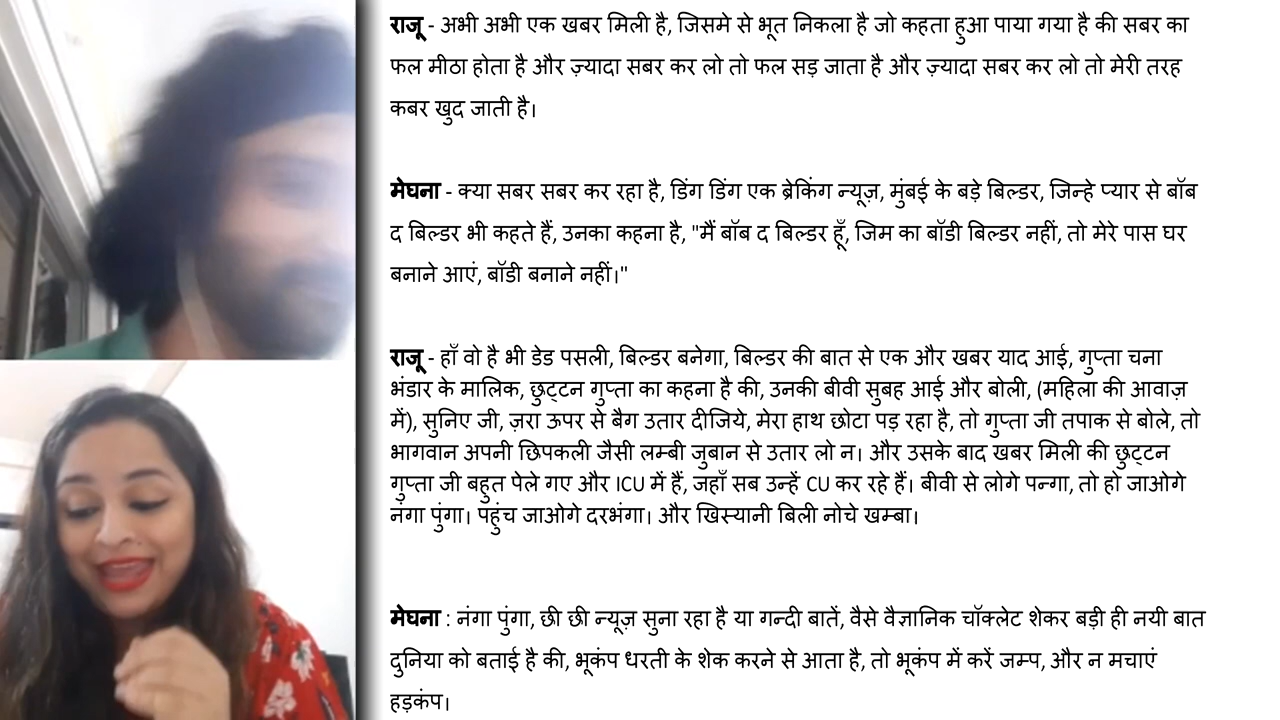 राजू - अभी अभी एक खबर मिली है, जिसमे से भूत निकला है जो कहता हुआ पाया गया है की सबर का
फल मीठा होता है और ज़्यादा सबर कर लो तो फल सड़ जाता है और ज़्यादा सबर कर लो तो मेरी तरह
कबर खुद जाती है।
मेघना - क्या सबर सबर कर रहा है, डिंग डिंग एक ब्रेकिंग न्यूज़, मुंबई के बड़े बिल्डर, जिन्हे प्यार से बॉब
द बिल्डर भी कहते हैं, उनका कहना है, "मैं बॉब द बिल्डर हूँ, जिम का बॉडी बिल्डर नहीं, तो मेरे पास घर
बनाने आएं, बॉडी बनाने नहीं।"
राजू - हाँ वो है भी डेड पसली, बिल्डर बनेगा, बिल्डर की बात से एक और खबर याद आई, गुप्ता चना
भंडार के मालिक, छुट्टन गुप्ता का कहना है की, उनकी बीवी सुबह आई और बोली, (महिला की आवाज़
में), सुनिए जी, ज़रा ऊपर से बैग उतार दीजिये, मेरा हाथ छोटा पड़ रहा है, तो गुप्ता जी तपाक से बोले, तो
भागवान अपनी छिपकली जैसी लम्बी जुबान से उतार लो न। और उसके बाद खबर मिली की छुट्टन
गुप्ता जी बहुत पेले गए और ICU में हैं, जहाँ सब उन्हें CU कर रहे हैं। बीवी से लोगे पन्गा, तो हो जाओगे
नंगा पुंगा। पहुंच जाओगे दरभंगा। और खिस्यानी बिली नोचे खम्बा।
मेघना : नंगा पुंगा, छी छी न्यूज़ सुना रहा है या गन्दी बातें, वैसे वैज्ञानिक चॉक्लेट शेकर बड़ी ही नयी बात
दुनिया को बताई है की, भूकंप धरती के शेक करने से आता है, तो भूकंप में करें जम्प, और न मचाएं
हड़कंप।